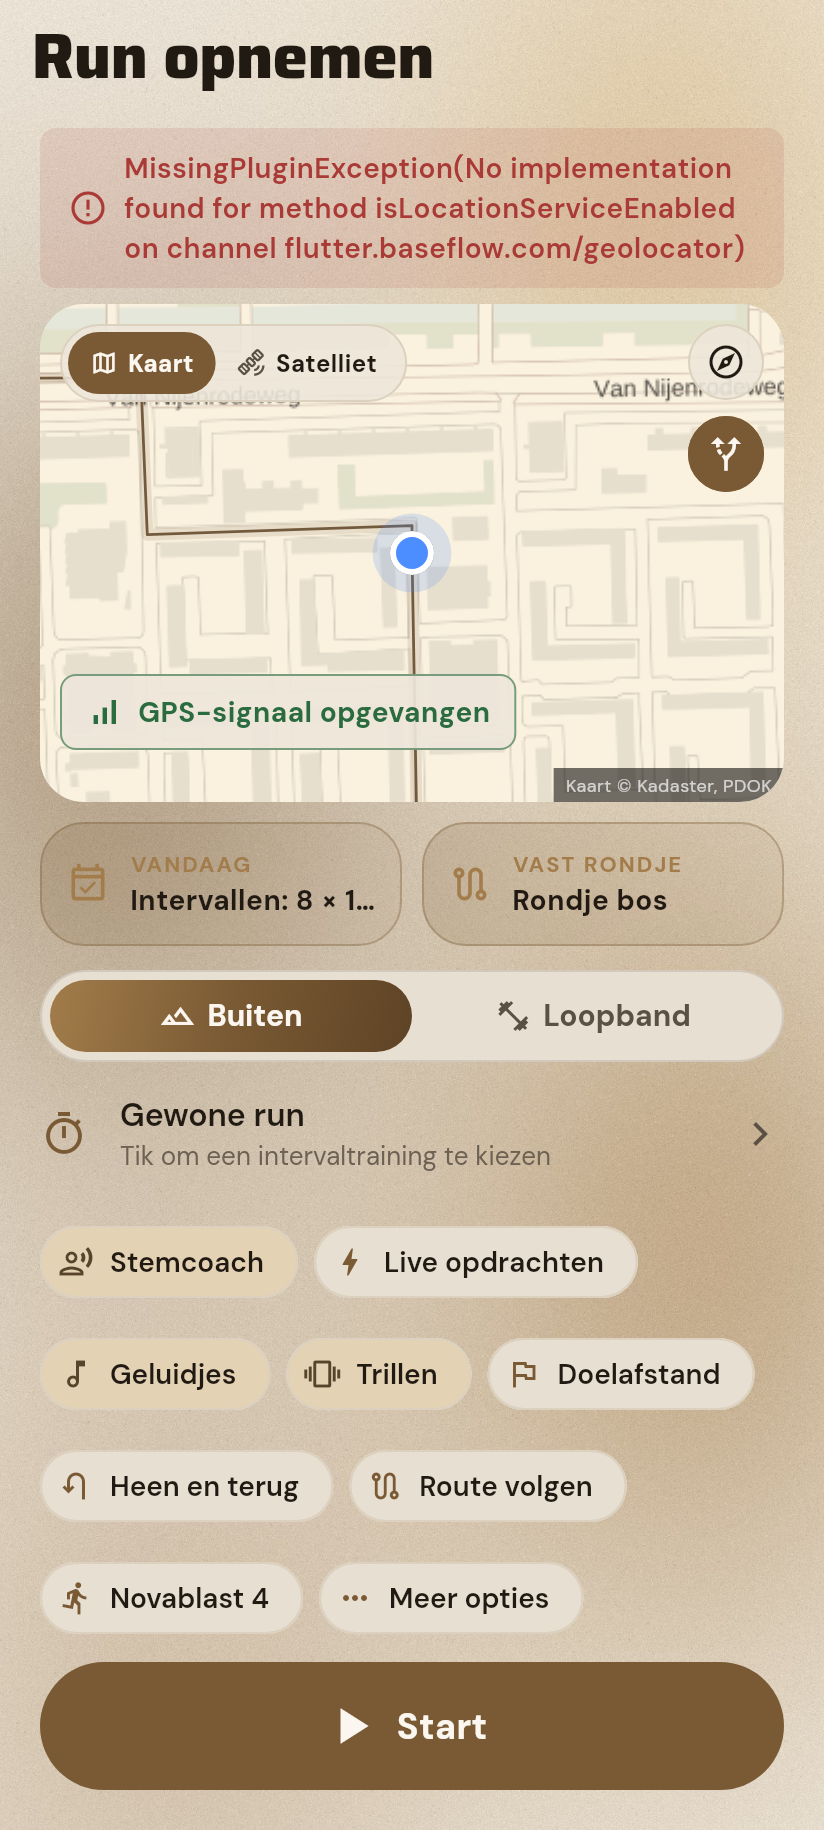 Run opnemen
MissingPluginException(No implementation
found for method isLocationServiceEnabled
on channel flutter.baseflow.com/geolocator)
Kaart
Satelliet
Van Nijenrodeweg
Van Nijenrodeweg
GPS-signaal opgevangen
Kaart © Kadaster, PDOK
VANDAAG
Intervallen: 8 × 1...
VAST RONDJE
Rondje bos
Buiten
Loopband
Gewone run
Tik om een intervaltraining te kiezen
Stemcoach
Live opdrachten
Geluidjes
Trillen
Doelafstand
Heen en terug
Route volgen
Novablast 4
Meer opties
Start